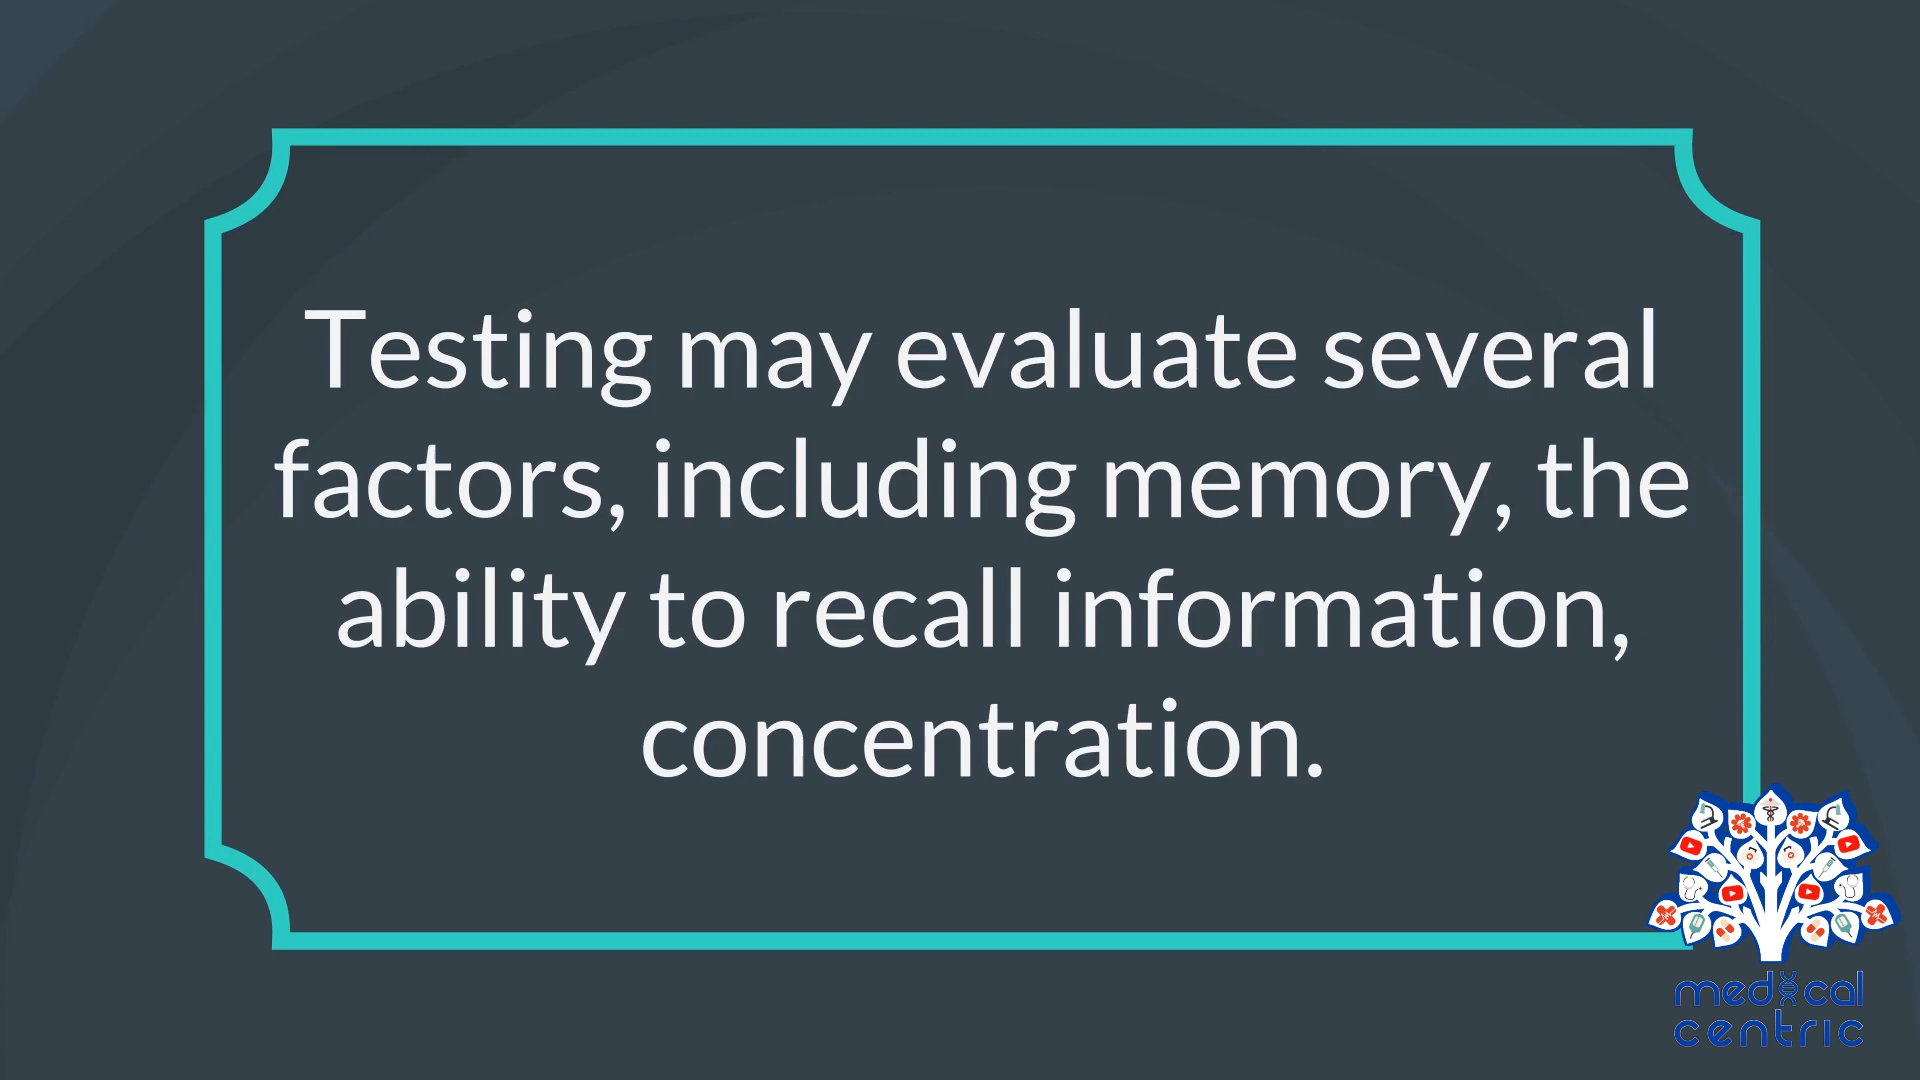 Testing may evaluate several
factors, including memory, the
ability to recall information,
concentration.
medical
centric